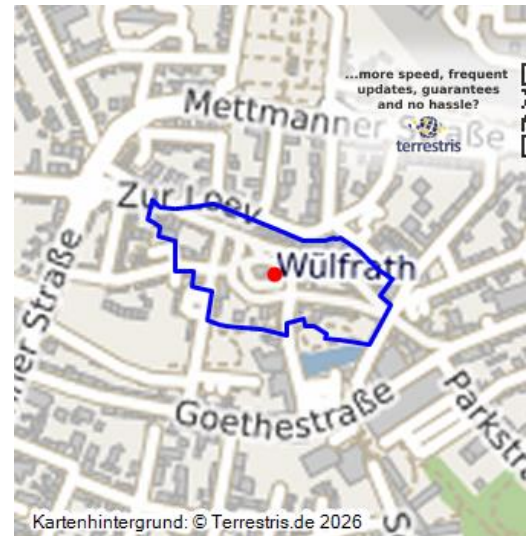 ...more speed, frequent
updates, guarantees
and no hassle?
terrestris
Mettmanner Straße
Zur Loev
Wülfrath
Straße
Goethestraße
Parkstr
Kartenhintergrund: © Terrestris.de 2026